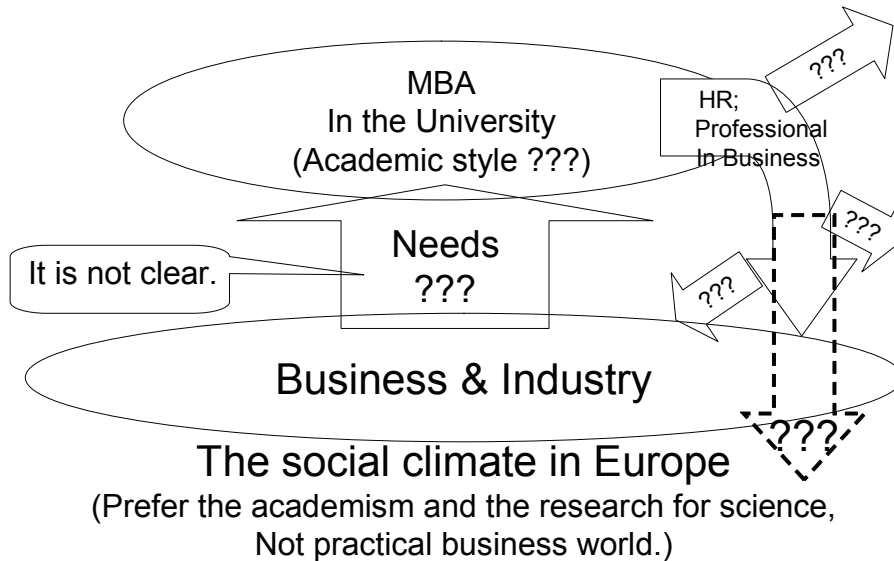 ???
MBA
In the University
(Academic style ???)
HR;
Professional
In Business
???
Needs
???
It is not clear.
???
Business & Industry
???
The social climate in Europe
(Prefer the academism and the research for science,
Not practical business world.)